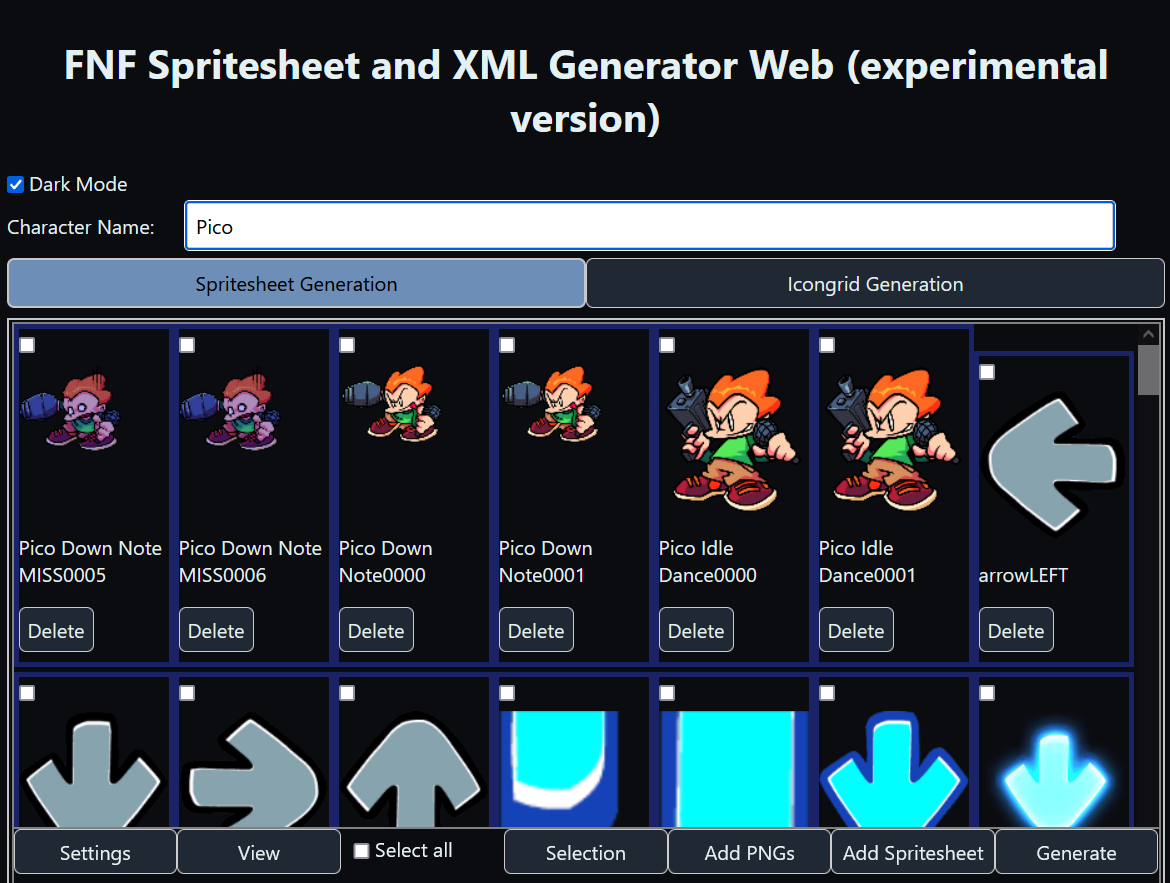 FNF Spritesheet and XML Generator Web (experimental
version)
Dark Mode
Character Name:
Pico
Spritesheet Generation
Icongrid Generation
Pico Down Note
MISS0005
Delete
Pico Down Note
MISS0006
Delete
Pico Down
Note0000
Delete
Pico Down
Note0001
Delete
Pico Idle
Dance0000
Delete
Pico Idle
Dance0001
Delete
arrowLEFT
Delete
Settings
View
Select all
Selection
Add PNGs
Add Spritesheet
Generate